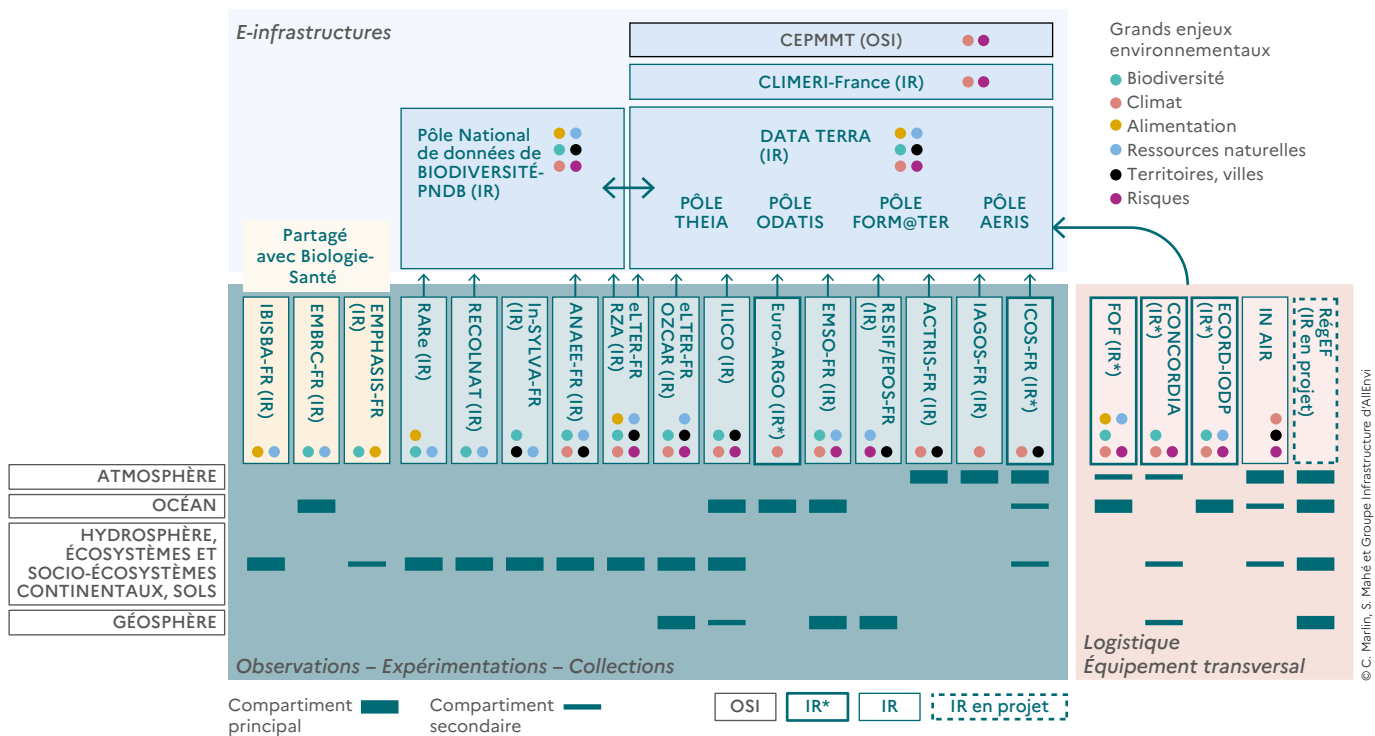 E-infrastructures
CEPMMT (OSI)
CLIMERI-France (IR)
Grands enjeux
environnementaux
Biodiversité
Climat
Alimentation
Ressources naturelles
Territoires, villes
Risques
Pôle National
de données de
BIODIVERSITÉ-
PNDB (IR)
DATA TERRA
(IR)
PÔLE
THEIA
PÔLE
ODATIS
PÔLE
FORM@TER
PÔLE
AERIS
Partagé
avec Biologie-
Santé
IBISBA-FR (IR)
EMBRC-FR (IR)
EMPHASIS-FR
(IR)
RARe (IR)
RECOLNAT (IR)
In-SYLVA-FR
(IR)
ANAEE-FR (IR)
eLTER-FR
RZA (IR)
eLTER-FR
OZCAR (IR)
ILICO (IR)
Euro-ARGO (IR*)
EMSO-FR (IR)
RESIF/EPOS-FR
(IR)
ACTRIS-FR (IR)
IAGOS-FR (IR)
ICOS-FR (IR*)
FOF (IR*)
CONCORDIA
(IR*)
ECORD-IODP
(IR*)
IN AIR
RégEF
(IR en projet)
ATMOSPHÈRE
OCÉAN
HYDROSPHÈRE,
ÉCOSYSTÈMES ET
SOCIO-ÉCOSYSTÈMES
CONTINENTAUX, SOLS
GÉOSPHÈRE
Observations – Expérimentations – Collections
Logistique
Équipement transversal
Compartiment
principal
Compartiment
secondaire
OSI
IR*
IR
IR en projet
© C. Marlin, S. Mahé et Groupe Infrastructure d'AllEnvi